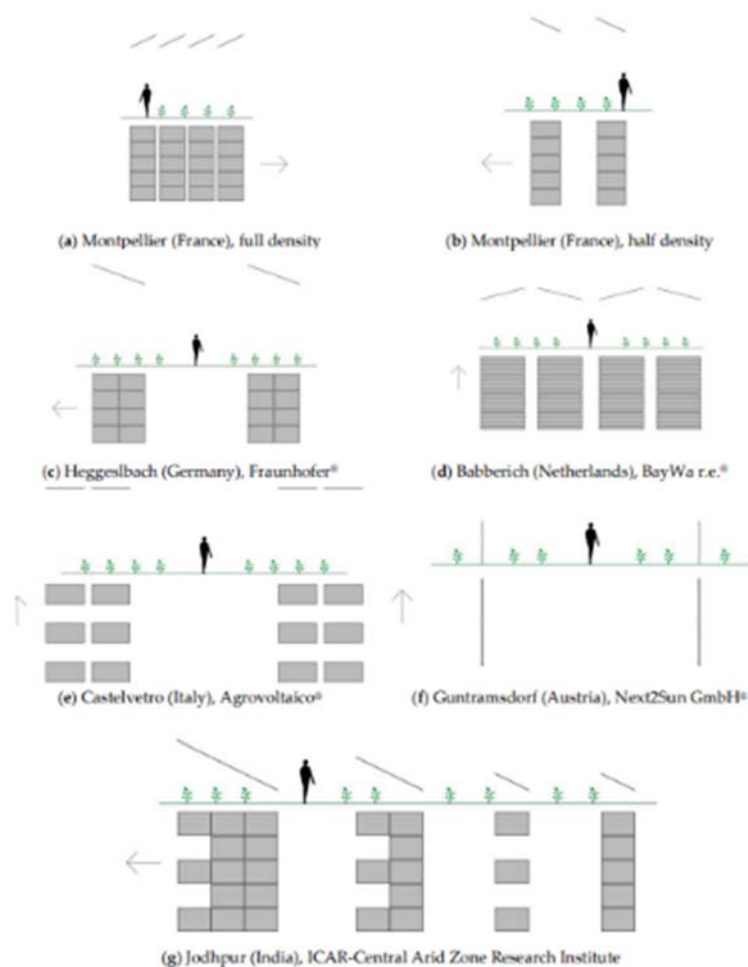 (a) Montpellier (France), full density
(b) Montpellier (France), half density
(c) Heggeslbach (Germany), Fraunhofer®
(d) Babberich (Netherlands), BayWa r.e.®
(e) Castelvetro (Italy), Agrovoltaico®
(f) Guntramsdorf (Austria), Next2Sun GmbH®
(g) Jodhpur (India), ICAR-Central Arid Zone Research Institute